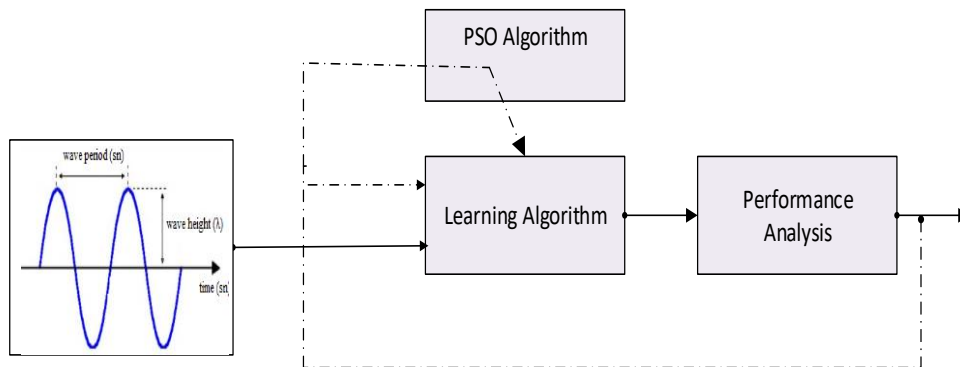 PSO Algorithm
wave period (sn)
wave height (λ)
time (sn)
Learning Algorithm
Performance
Analysis